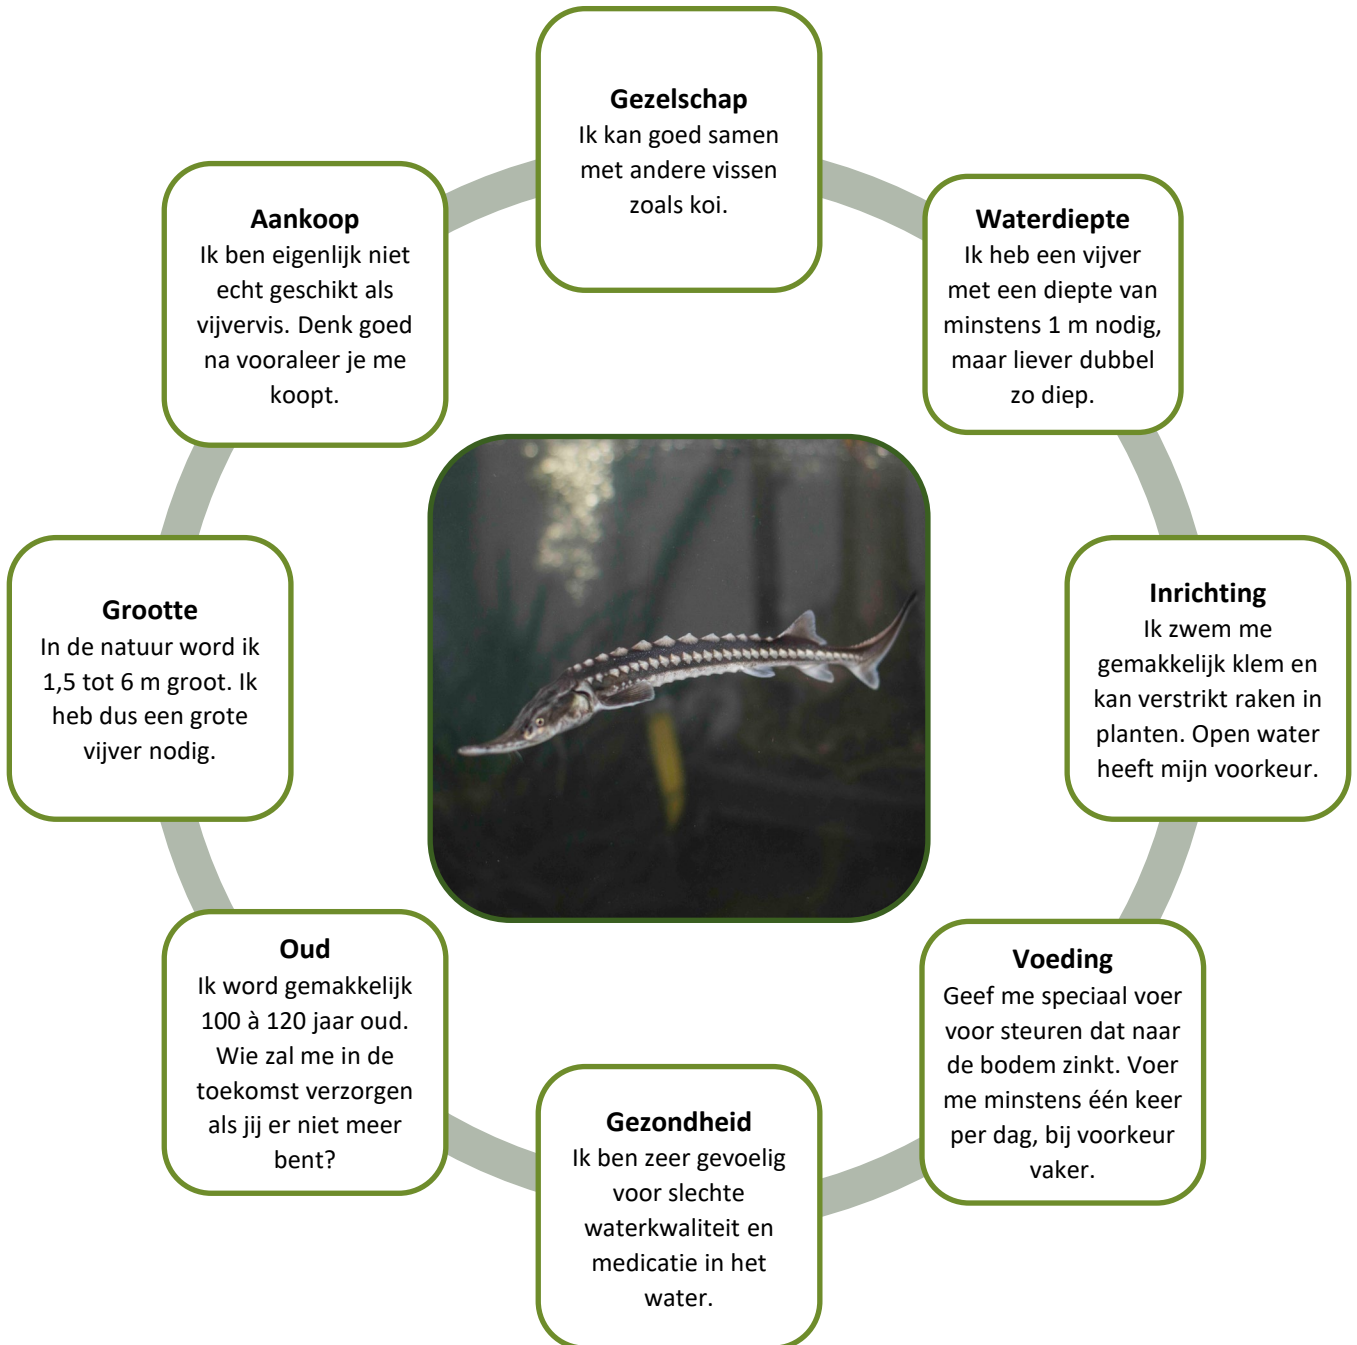 Gezelschap
Ik kan goed samen
met andere vissen
zoals koi.
Waterdiepte
Ik heb een vijver
met een diepte van
minstens 1 m nodig,
maar liever dubbel
zo diep.
Inrichting
Ik zwem me
gemakkelijk klem en
kan verstrikt raken in
planten. Open water
heeft mijn voorkeur.
Voeding
Geef me speciaal voer
voor steuren dat naar
de bodem zinkt. Voer
me minstens één keer
per dag, bij voorkeur
vaker.
Gezondheid
Ik ben zeer gevoelig
voor slechte
waterkwaliteit en
medicatie in het
water.
Oud
Ik word gemakkelijk
100 à 120 jaar oud.
Wie zal me in de
toekomst verzorgen
als jij er niet meer
bent?
Grootte
In de natuur word ik
1,5 tot 6 m groot. Ik
heb dus een grote
vijver nodig.
Aankoop
Ik ben eigenlijk niet
echt geschikt als
vijvervis. Denk goed
na vooraleer je me
koopt.